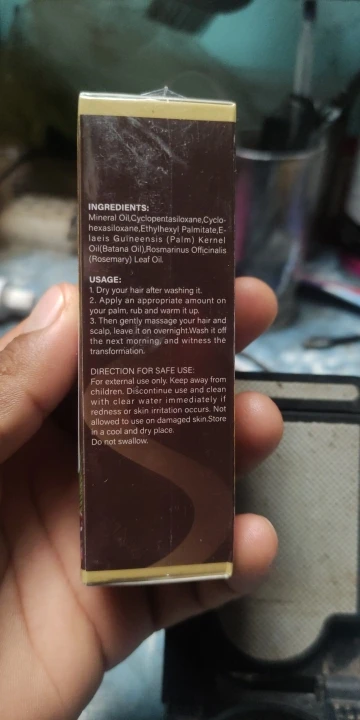 INGREDIENTS:
Mineral Oil,Cyclopentasiloxane,Cyclo-
hexasiloxane,Ethylhexyl Palmitate,E-
laeis Guineensis (Palm) Kernel
Oil(Batana Oil),Rosmarinus Officinalis
(Rosemary) Leaf Oil.
USAGE:
1. Dry your hair after washing it.
2. Apply an appropriate amount on
your palm, rub and warm it up.
3. Then gently massage your hair and
scalp, leave it on overnight.Wash it off
the next morning, and witness the
transformation.
DIRECTION FOR SAFE USE:
For external use only. Keep away from
children. Discontinue use and clean
with clear water immediately if
redness or skin irritation occurs. Not
allowed to use on damaged skin.Store
in a cool and dry place.
Do not swallow.